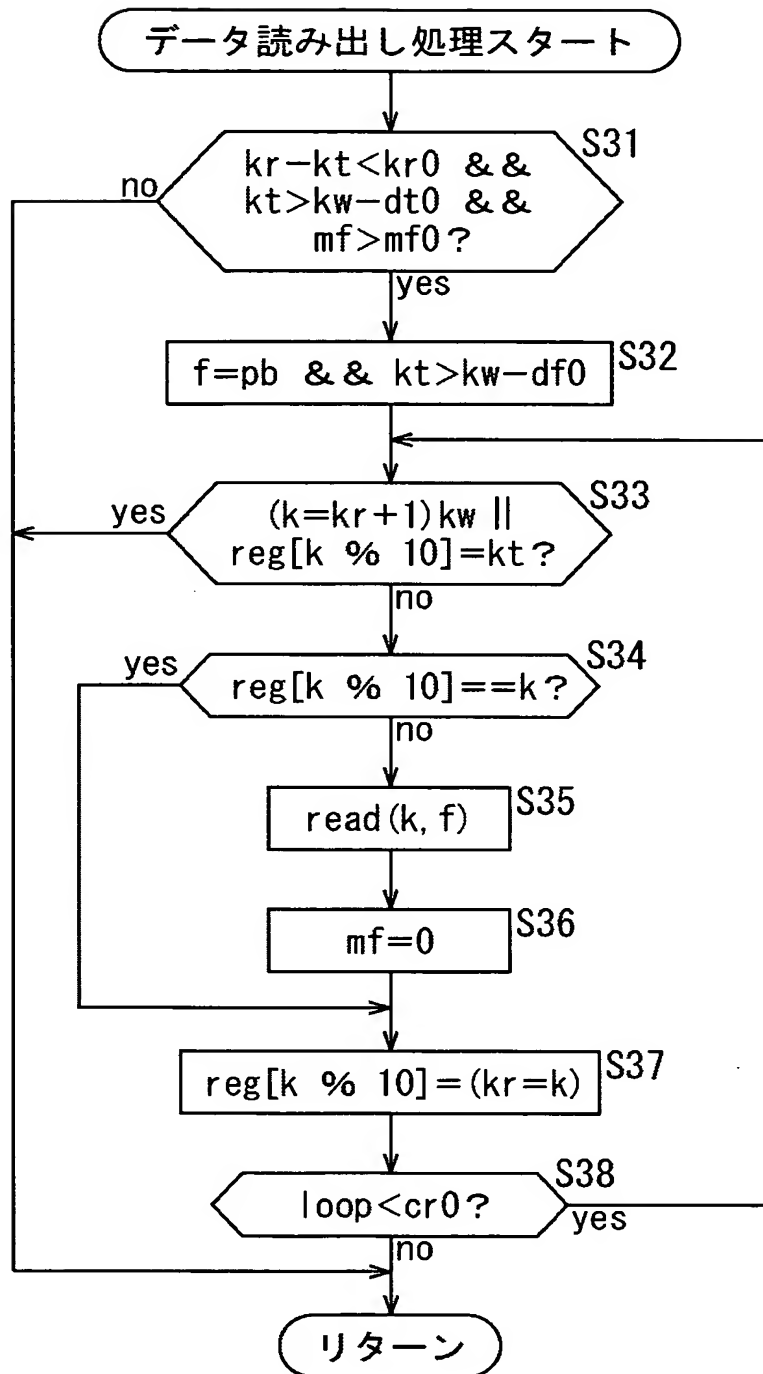 データ読み出し処理スタート
S31
kr−kt<kr0 &&
kt>kw−dt0 &&
mf>mf0?
no
yes
S32
f=pb && kt>kw−df0
S33
(k=kr+1)kw ||
reg[k % 10]=kt?
yes
no
S34
reg[k % 10]==k?
yes
no
S35
read(k,f)
S36
mf=0
S37
reg[k % 10]=(kr=k)
S38
loop<cr0?
yes
no
リターン